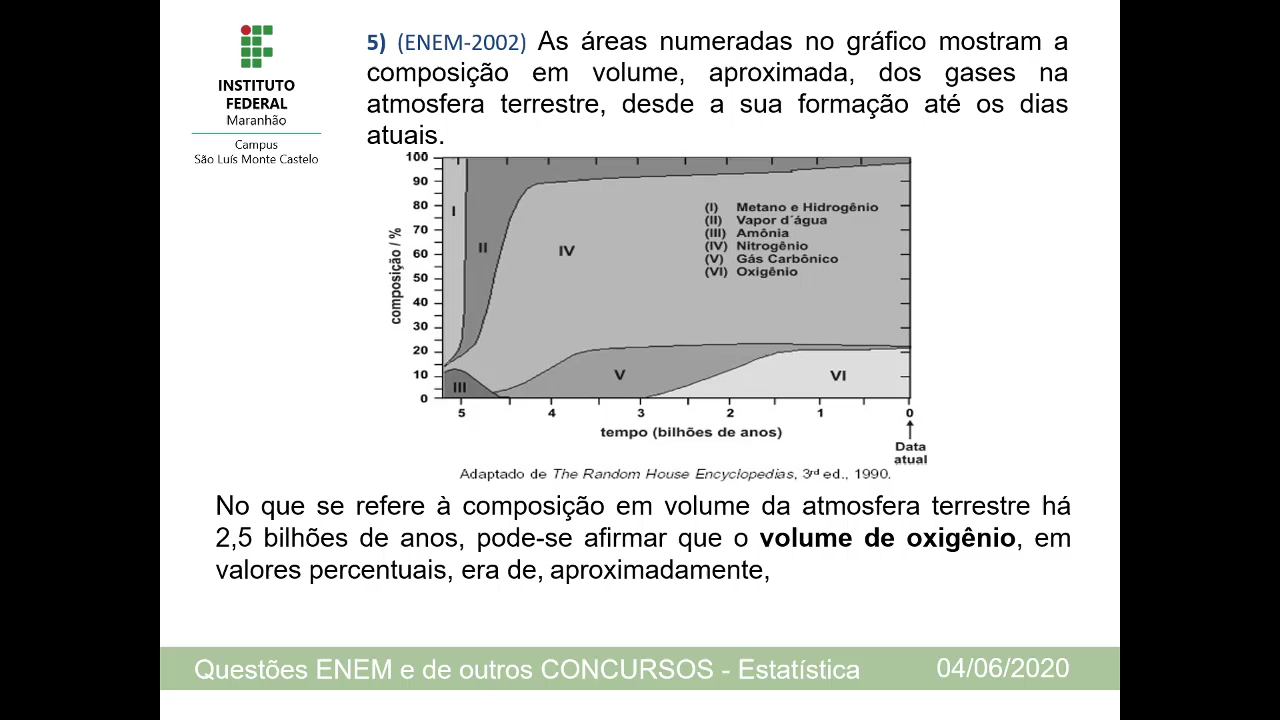 INSTITUTO
FEDERAL
Maranhão
Campus
São Luís Monte Castelo
5) (ENEM-2002) As áreas numeradas no gráfico mostram a
composição em volume, aproximada, dos gases na
atmosfera terrestre, desde a sua formação até os dias
atuais.
composição / %
100
90
80
70
60
50
40
30
20
10
0
I
II
III
IV
V
VI
(I) Metano e Hidrogênio
(II) Vapor d´água
(III) Amônia
(IV) Nitrogênio
(V) Gás Carbônico
(VI) Oxigênio
5 4 3 2 1 0
tempo (bilhões de anos)
Data
atual
Adaptado de The Random House Encyclopedias, 3rd ed., 1990.
No que se refere à composição em volume da atmosfera terrestre há
2,5 bilhões de anos, pode-se afirmar que o volume de oxigênio, em
valores percentuais, era de, aproximadamente,
Questões ENEM e de outros CONCURSOS - Estatística 04/06/2020